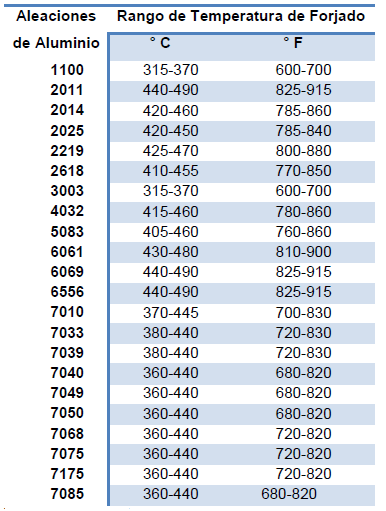 Aleaciones Rango de Temperatura de Forjado
de Aluminio ° C ° F
1100 315-370 600-700
2011 440-490 825-915
2014 420-460 785-860
2025 420-450 785-840
2219 425-470 800-880
2618 410-455 770-850
3003 315-370 600-700
4032 415-460 780-860
5083 405-460 760-860
6061 430-480 810-900
6069 440-490 825-915
6556 440-490 825-915
7010 370-445 700-830
7033 380-440 720-830
7039 380-440 720-830
7040 360-440 680-820
7049 360-440 680-820
7050 360-440 680-820
7068 360-440 720-820
7075 360-440 720-820
7175 360-440 720-820
7085 360-440 680-820